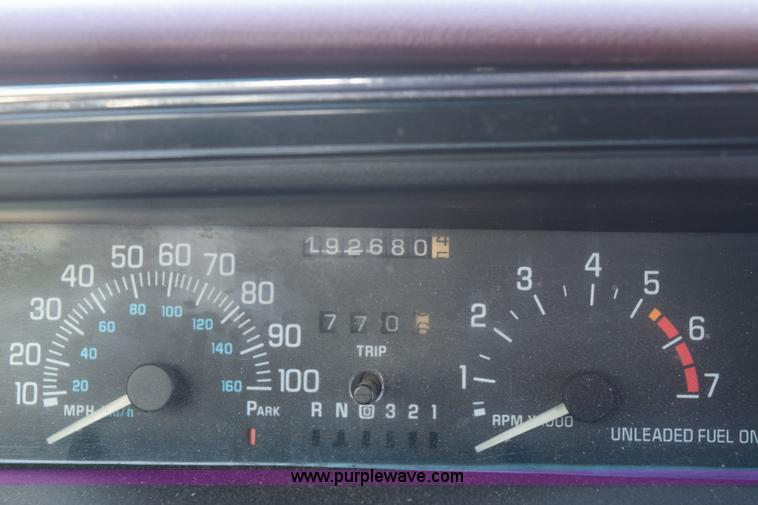 192680
10 20 30 40 50 60 70 80 90 100
20 40 60 80 100 120 140 160
MPH km/h
770
TRIP
PARK R N D 3 2 1
1 2 3 4 5 6 7
RPM X1000
UNLEADED FUEL ON
www.purplewave.com